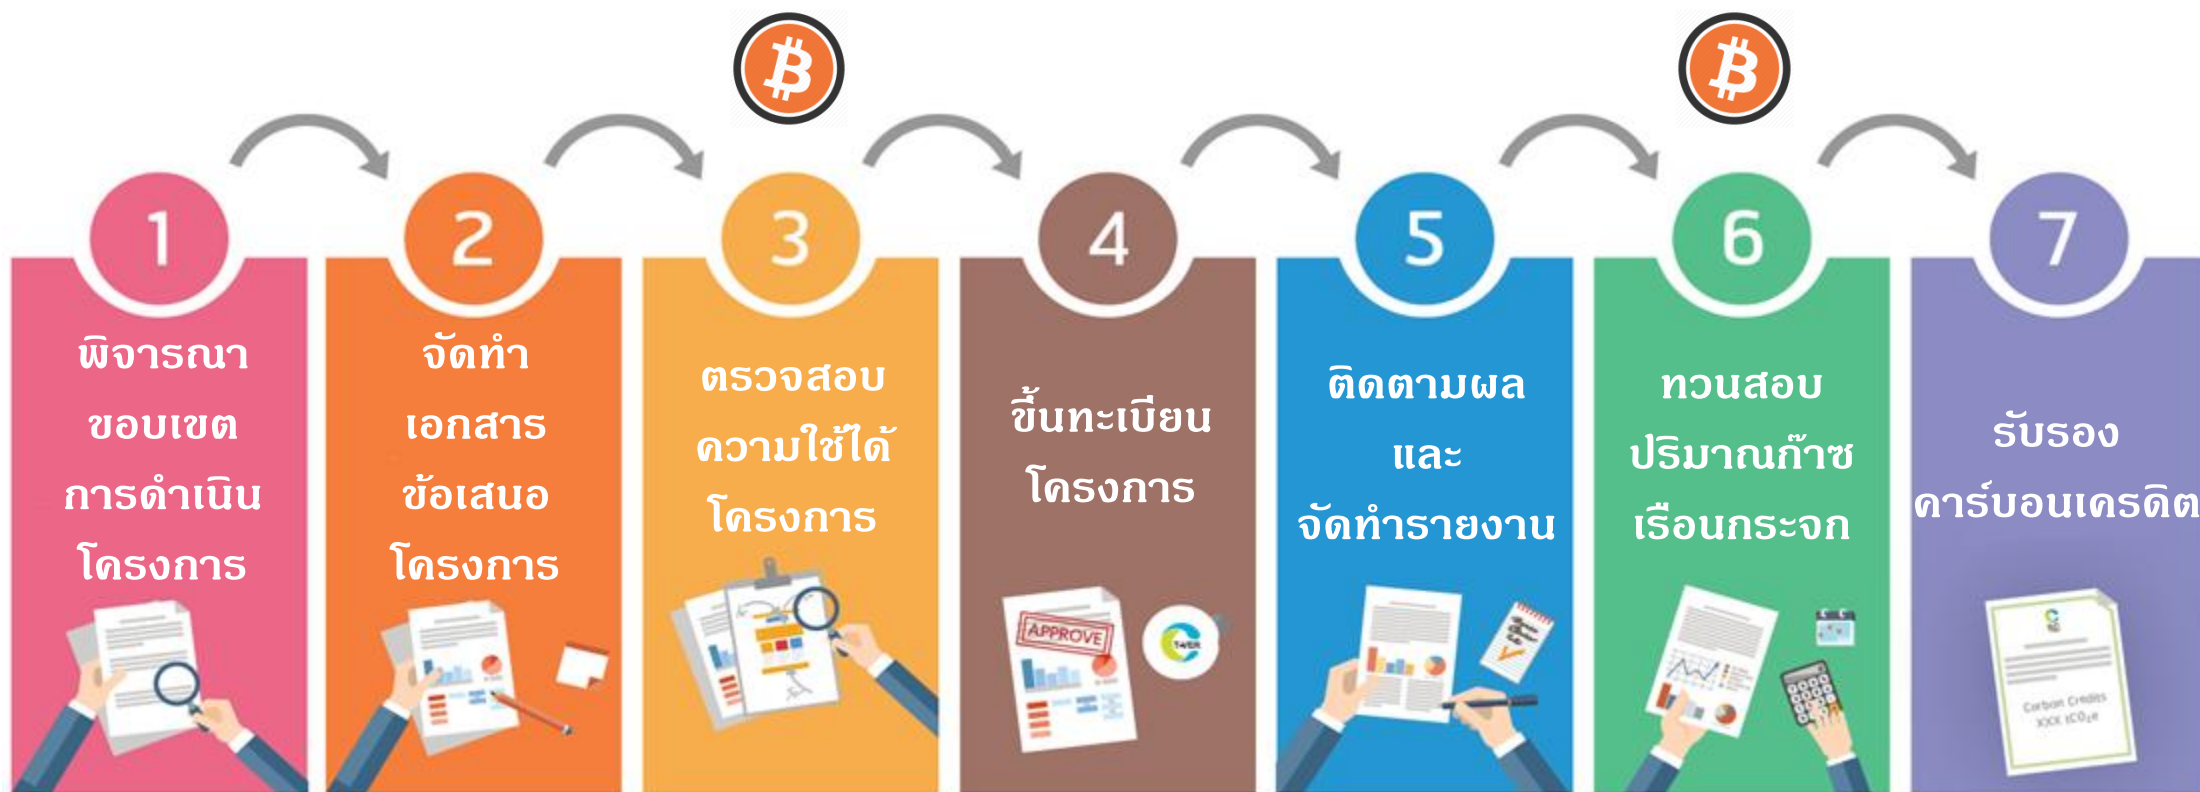 1
พิจารณา
ขอบเขต
การดำเนิน
โครงการ
2
จัดทำ
เอกสาร
ข้อเสนอ
โครงการ
3
ตรวจสอบ
ความใช้ได้
โครงการ
4
ขึ้นทะเบียน
โครงการ
APPROVE
T-VER
5
ติดตามผล
และ
จัดทำรายงาน
6
ทวนสอบ
ปริมาณก๊าซ
เรือนกระจก
7
รับรอง
คาร์บอนเครดิต
Carbon Credits
XXX tCO₂e